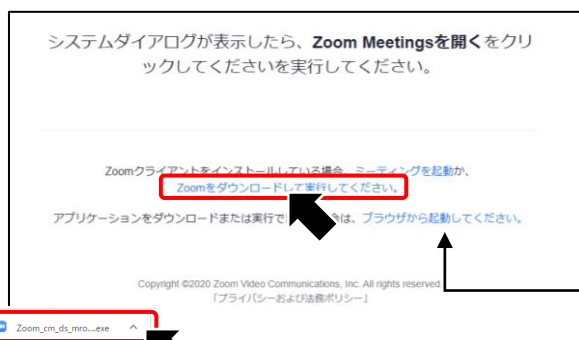 システムダイアログが表示したら、Zoom Meetingsを開くをクリ
ックしてくださいを実行してください。
Zoomクライアントをインストールしている場合、ミーティングを起動か、
Zoomをダウンロードして実行してください。
アプリケーションをダウンロードまたは実行で 合は、ブラウザから起動してください。
Copyright ©2020 Zoom Video Communications, Inc. All rights reserved.
「プライバシーおよび法務ポリシー」
Zoom_cm_ds_mro....exe